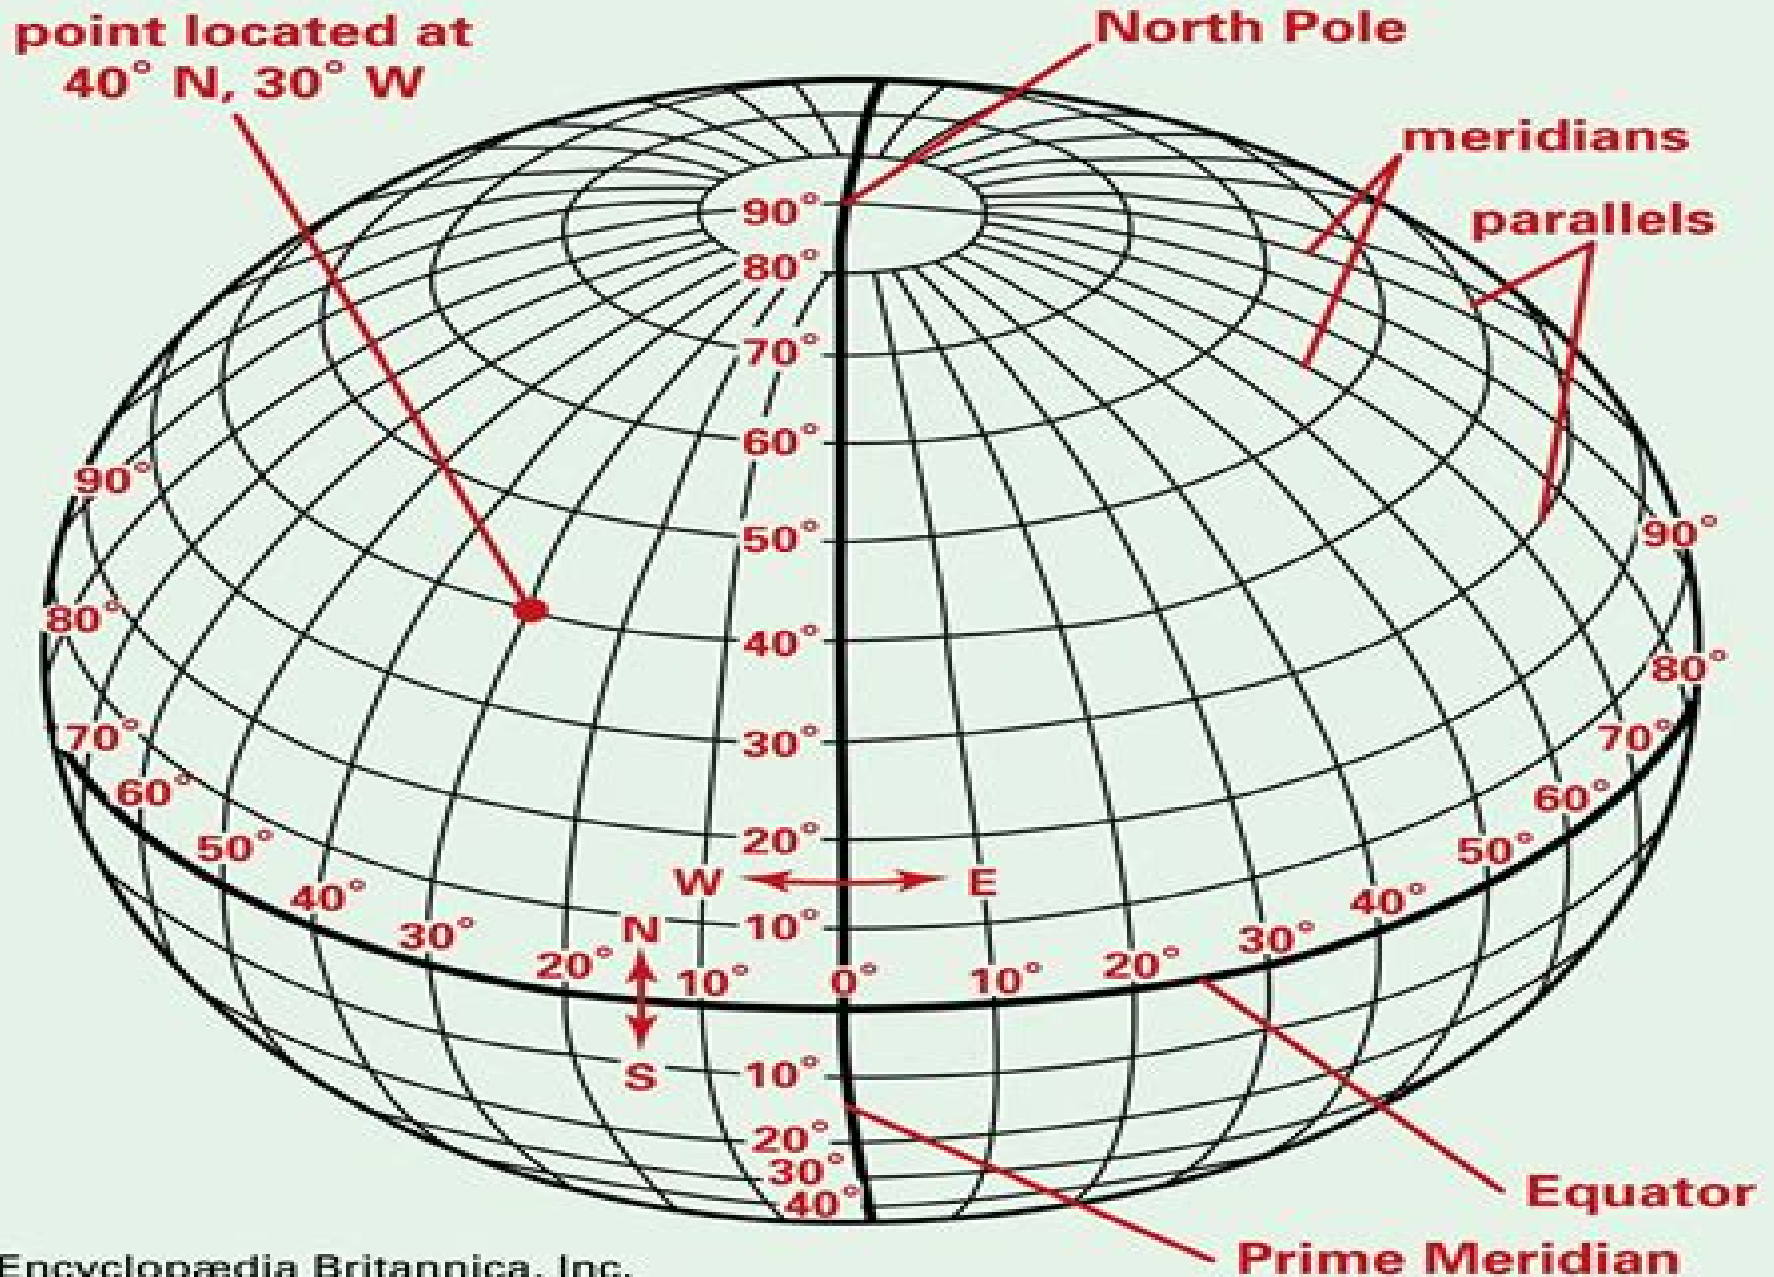 point located at
40° N, 30° W
North Pole
meridians
parallels
90°
80°
70°
60°
50°
40°
30°
20°
10°
90°
80°
70°
60°
50°
40°
30°
20°
10°
0°
10°
20°
30°
40°
50°
60°
70°
80°
90°
W
E
N
S
10°
20°
30°
40°
Equator
Prime Meridian
Encyclopædia Britannica, Inc.